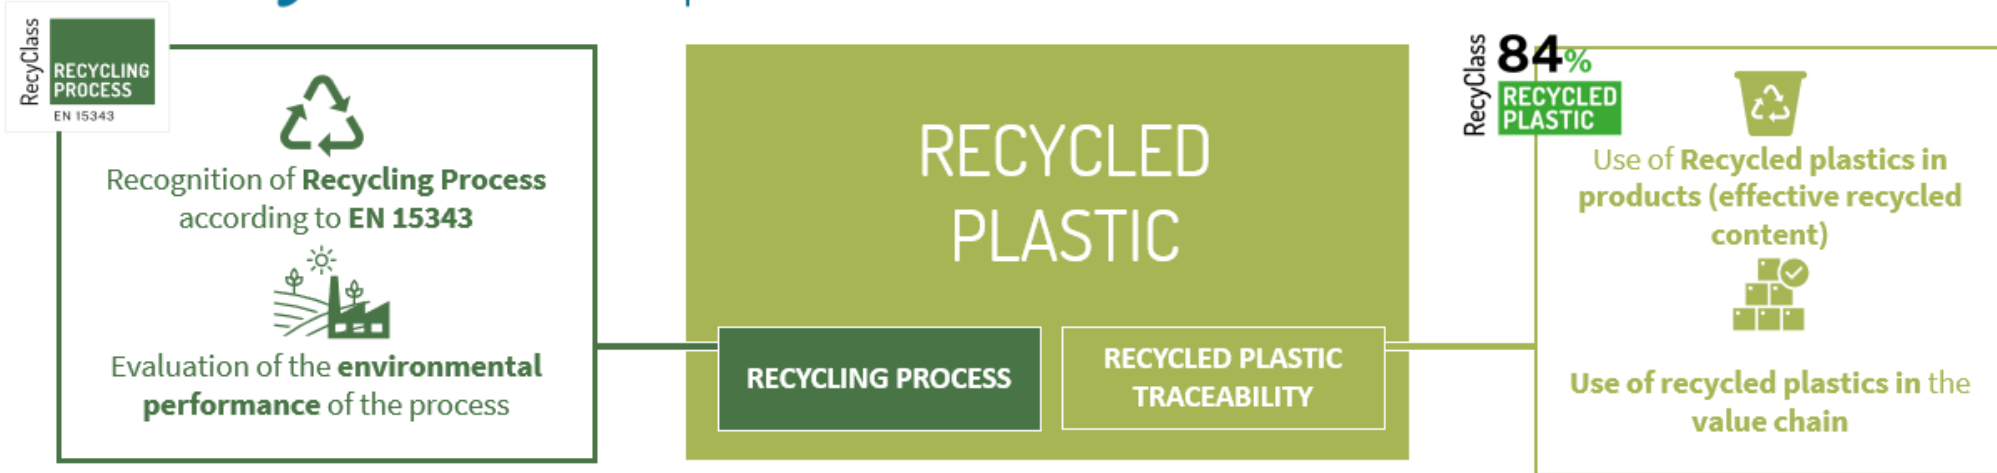 RecyClass
RECYCLING
PROCESS
EN 15343
Recognition of Recycling Process
according to EN 15343
Evaluation of the environmental
performance of the process
RECYCLED
PLASTIC
RECYCLING PROCESS
RECYCLED PLASTIC
TRACEABILITY
RecyClass
84%
RECYCLED
PLASTIC
Use of Recycled plastics in
products (effective recycled
content)
Use of recycled plastics in the
value chain